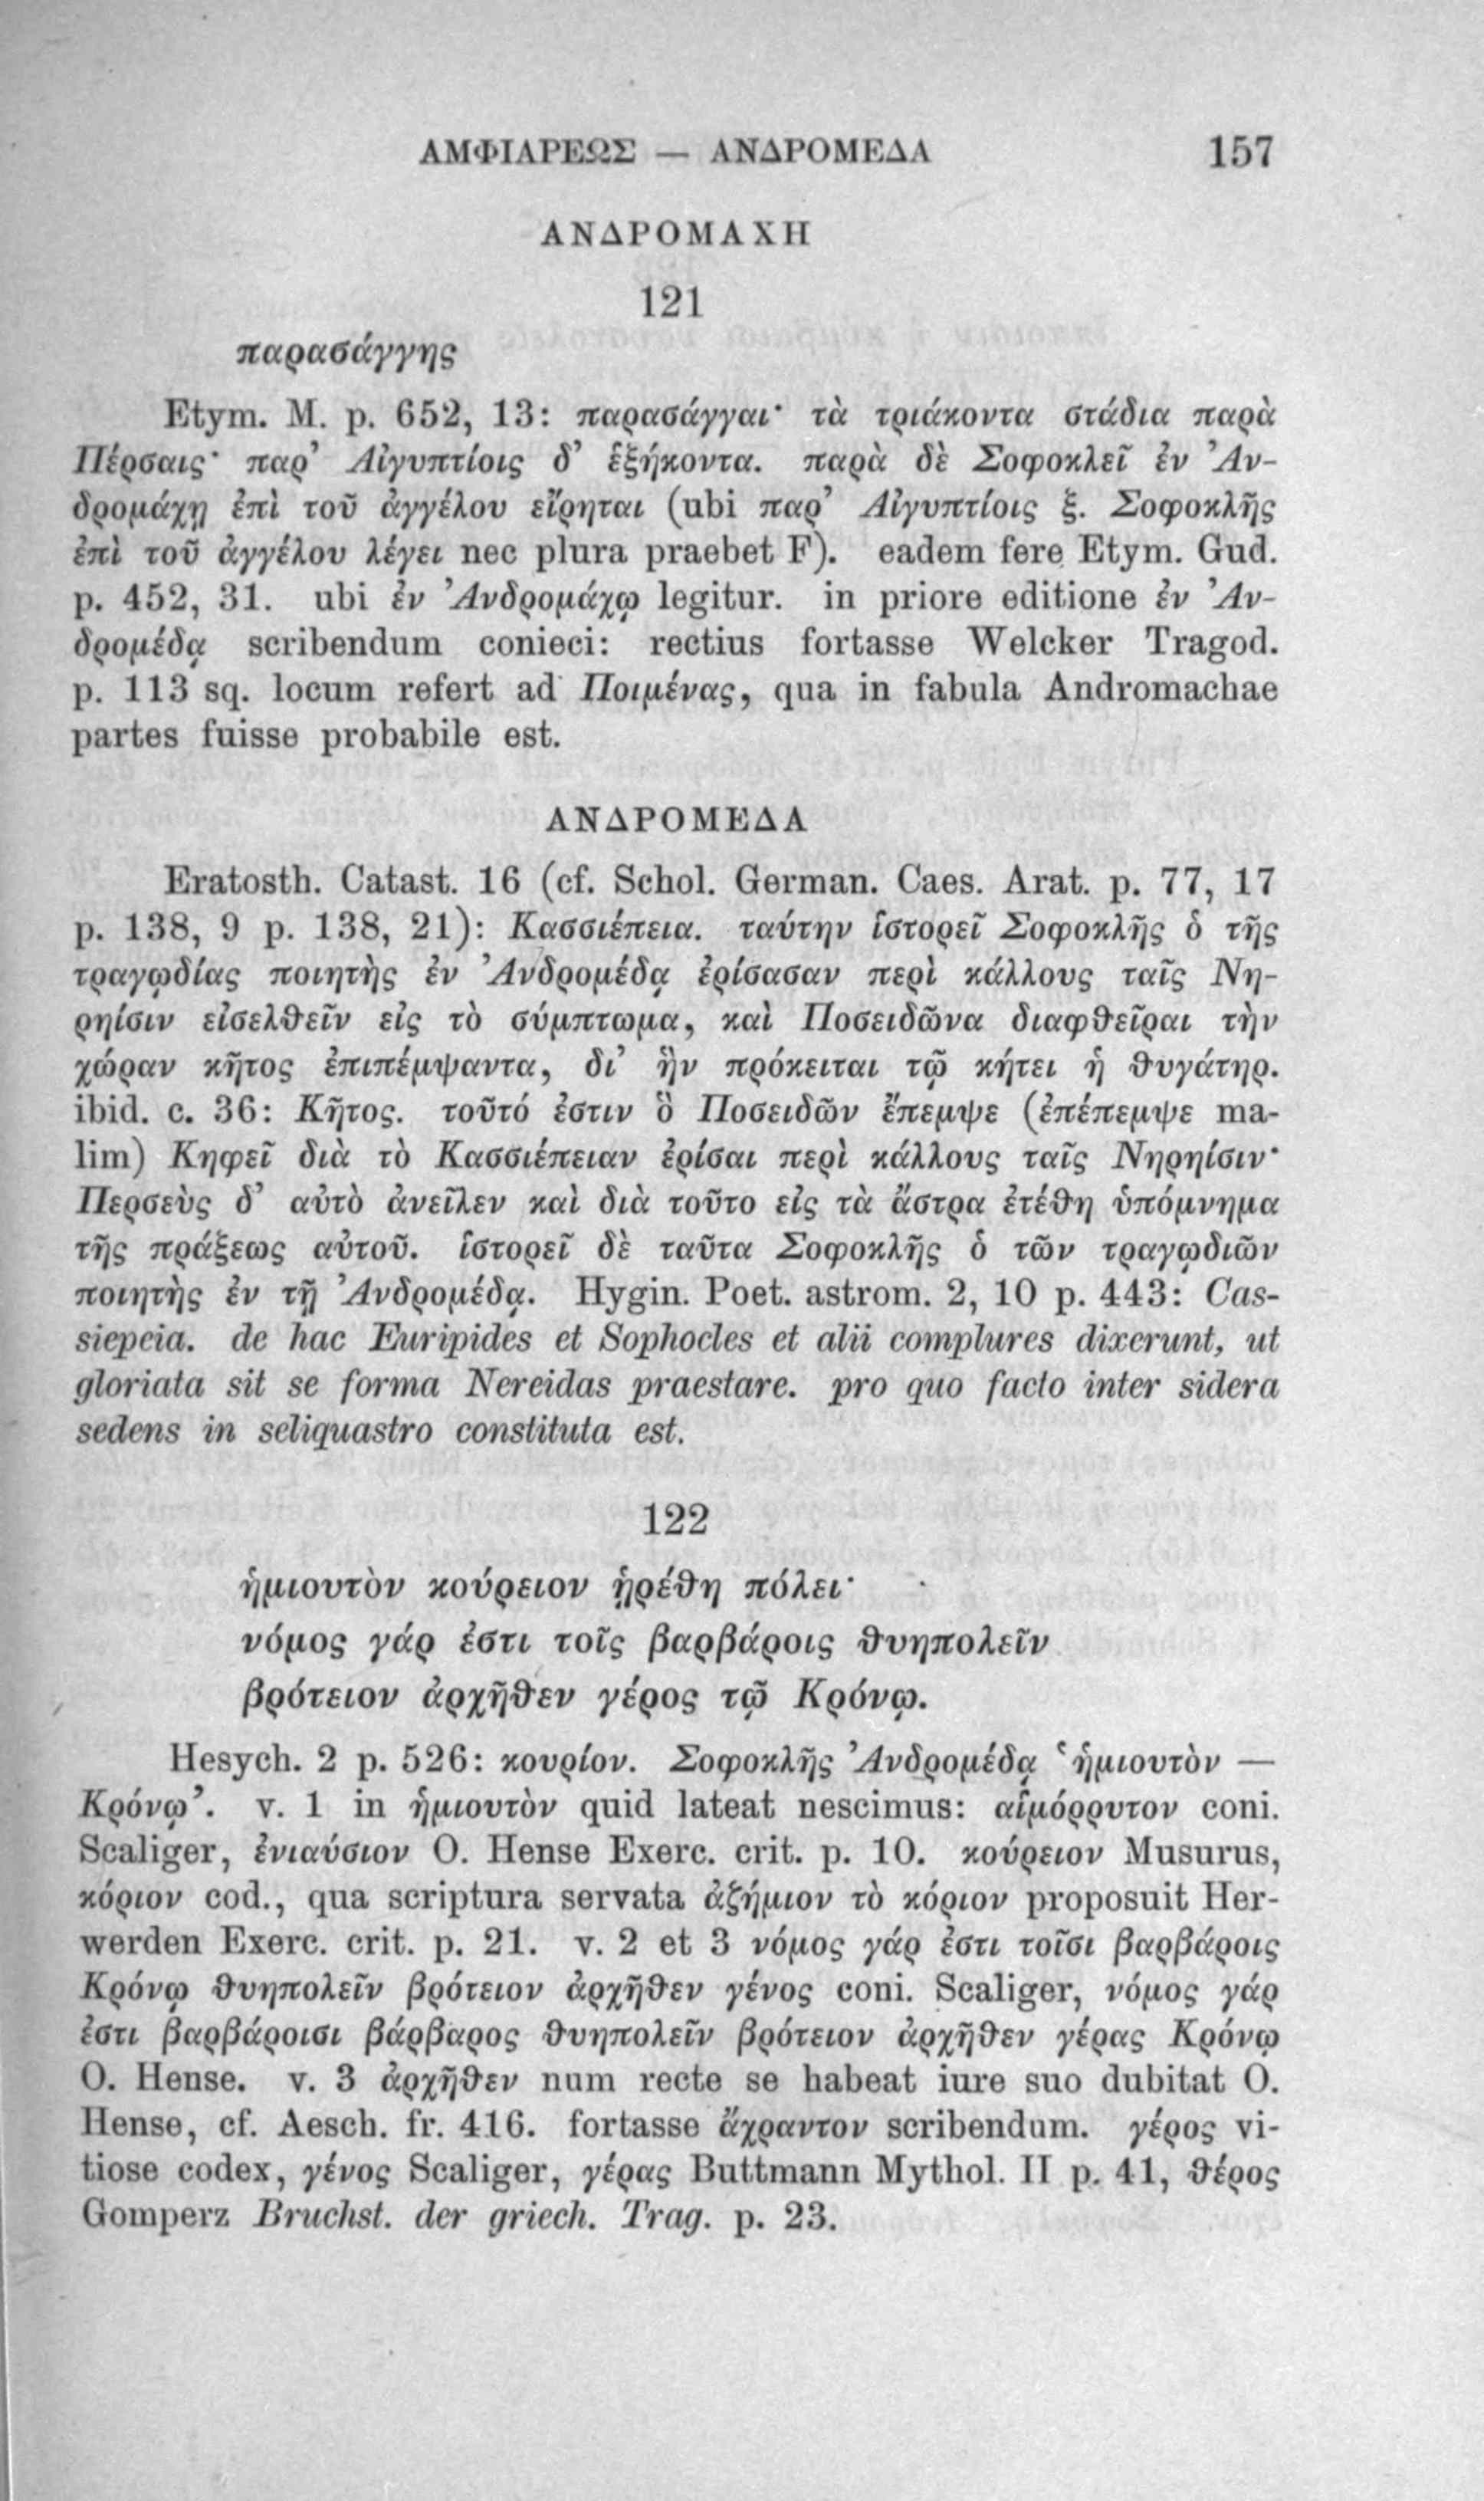 ΑΜΦΙΑΡΕΩΣ — ΑΝΔΡΟΜΕΔΑ 157
ΑΝΔΡΟΜΑΧΗ
121
παρασάγγης
Etym. M. p. 652, 13: παρασάγγαι· τὰ τριάκοντα στάδια παρὰ
Πέρσαις· παρ’ Αἰγυπτίοις δ’ ἑξήκοντα. παρὰ δὲ Σοφοκλεῖ ἐν Ἀν-
δρομάχῃ ἐπὶ τοῦ ἀγγέλου εἴρηται (ubi παρ’ Αἰγυπτίοις ξ. Σοφοκλῆς
ἐπὶ τοῦ ἀγγέλου λέγει nec plura praebet F). eadem fere Etym. Gud.
p. 452, 31. ubi ἐν Ἀνδρομάχῳ legitur. in priore editione ἐν Ἀν-
δρομέδᾳ scribendum conieci: rectius fortasse Welcker Tragod.
p. 113 sq. locum refert ad Ποιμένας, qua in fabula Andromachae
partes fuisse probabile est.
ΑΝΔΡΟΜΕΔΑ
Eratosth. Catast. 16 (cf. Schol. German. Caes. Arat. p. 77, 17
p. 138, 9 p. 138, 21): Κασσιέπεια. ταύτην ἱστορεῖ Σοφοκλῆς ὁ τῆς
τραγῳδίας ποιητὴς ἐν Ἀνδρομέδᾳ ἐρίσασαν περὶ κάλλους ταῖς Νη-
ρηίσιν εἰσελθεῖν εἰς τὸ σύμπτωμα, καὶ Ποσειδῶνα διαφθεῖραι τὴν
χώραν κῆτος ἐπιπέμψαντα, δι’ ἣν πρόκειται τῷ κήτει ἡ θυγάτηρ.
ibid. c. 36: Κῆτος. τοῦτό ἐστιν ὃ Ποσειδῶν ἔπεμψε (ἐπέπεμψε ma-
lim) Κηφεῖ διὰ τὸ Κασσιέπειαν ἐρίσαι περὶ κάλλους ταῖς Νηρηίσιν·
Περσεὺς δ’ αὐτὸ ἀνεῖλεν καὶ διὰ τοῦτο εἰς τὰ ἄστρα ἐτέθη ὑπόμνημα
τῆς πράξεως αὐτοῦ. ἱστορεῖ δὲ ταῦτα Σοφοκλῆς ὁ τῶν τραγῳδιῶν
ποιητὴς ἐν τῇ Ἀνδρομέδᾳ. Hygin. Poet. astrom. 2, 10 p. 443: Cas-
siepeia. de hac Euripides et Sophocles et alii complures dixerunt, ut
gloriata sit se forma Nereidas praestare. pro quo facto inter sidera
sedens in seliquastro constituta est.
122
ἡμιουτὸν κούρειον ᾑρέθη πόλει·
νόμος γάρ ἐστι τοῖς βαρβάροις θυηπολεῖν
βρότειον ἀρχῆθεν γέρος τῷ Κρόνῳ.
Hesych. 2 p. 526: κουρίον. Σοφοκλῆς Ἀνδρομέδᾳ ‘ἡμιουτὸν —
Κρόνῳ’. v. 1 in ἡμιουτὸν quid lateat nescimus: αἱμόρρυτον coni.
Scaliger, ἐνιαύσιον O. Hense Exerc. crit. p. 10. κούρειον Musurus,
κόριον cod., qua scriptura servata ἀζήμιον τὸ κόριον proposuit Her-
werden Exerc. crit. p. 21. v. 2 et 3 νόμος γάρ ἐστι τοῖσι βαρβάροις
Κρόνῳ θυηπολεῖν βρότειον ἀρχῆθεν γένος coni. Scaliger, νόμος γάρ
ἐστι βαρβάροισι βάρβαρος θυηπολεῖν βρότειον ἀρχῆθεν γέρας Κρόνῳ
O. Hense. v. 3 ἀρχῆθεν num recte se habeat iure suo dubitat O.
Hense, cf. Aesch. fr. 416. fortasse ἄχραντον scribendum. γέρος vi-
tiose codex, γένος Scaliger, γέρας Buttmann Mythol. II p. 41, θέρος
Gomperz Bruchst. der griech. Trag. p. 23.